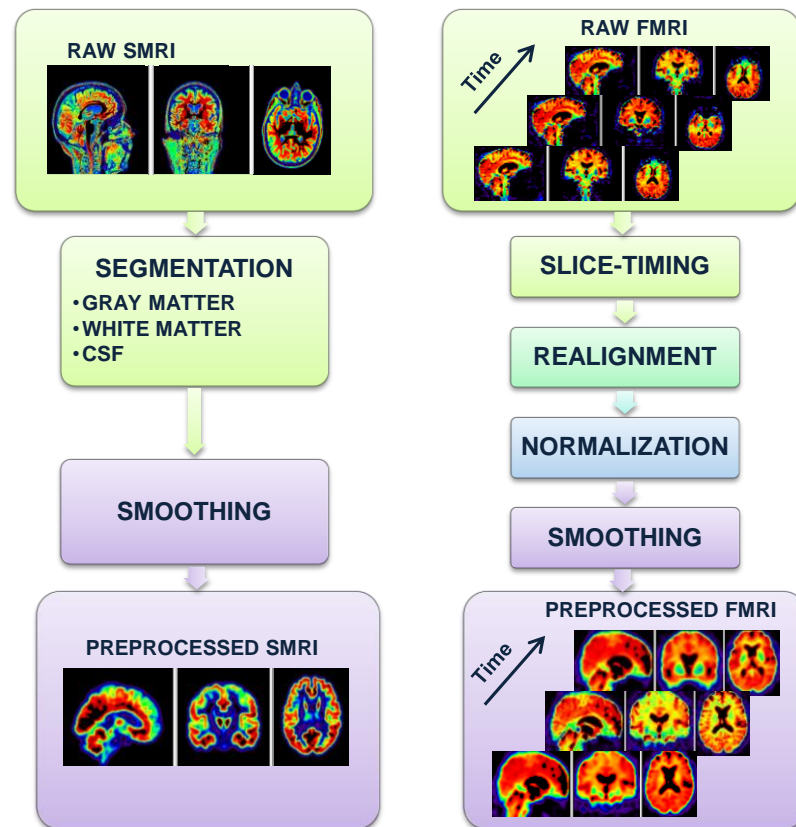 RAW SMRI
SEGMENTATION
•GRAY MATTER
•WHITE MATTER
•CSF
SMOOTHING
PREPROCESSED SMRI
RAW FMRI
Time
SLICE-TIMING
REALIGNMENT
NORMALIZATION
SMOOTHING
PREPROCESSED FMRI
Time